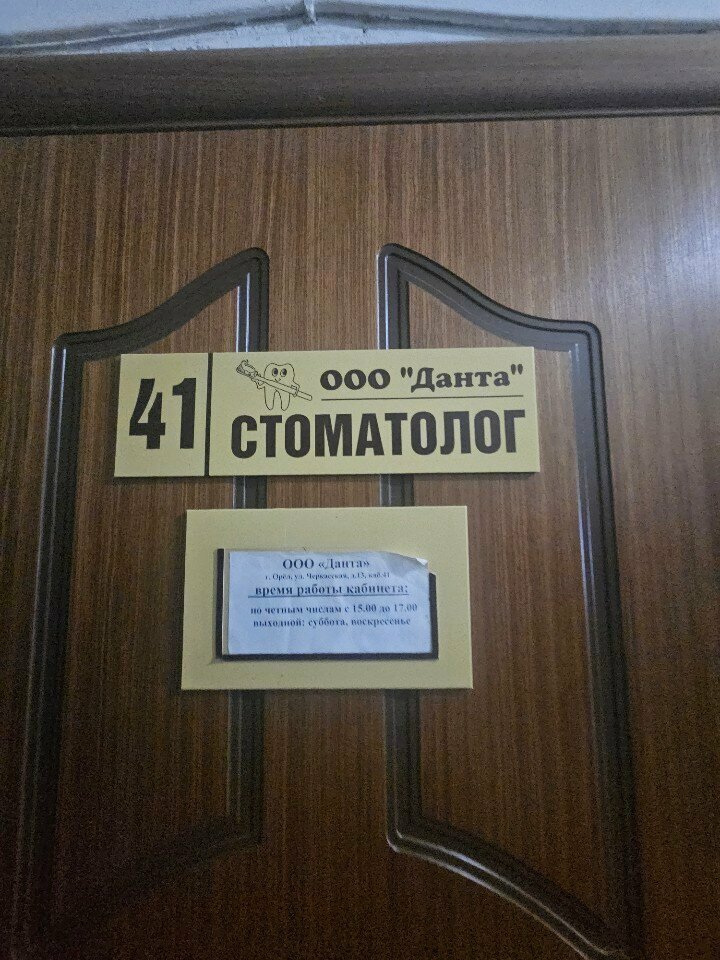 41
ООО "Данта"
СТОМАТОЛОГ
ООО «Данта»
г. Орёл, ул. Черкасская, д.13, каб.41
время работы кабинета:
по четным числам с 15.00 до 17.00
выходной: суббота, воскресенье